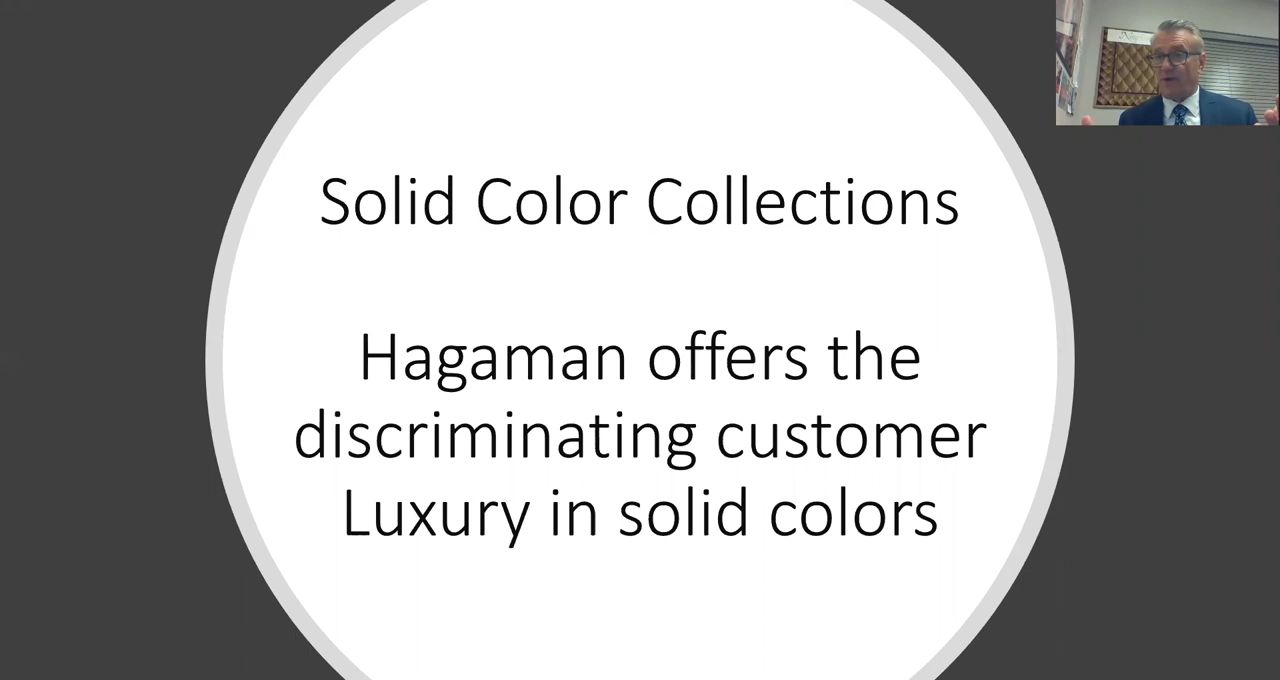 Solid Color Collections
Hagaman offers the
discriminating customer
Luxury in solid colors